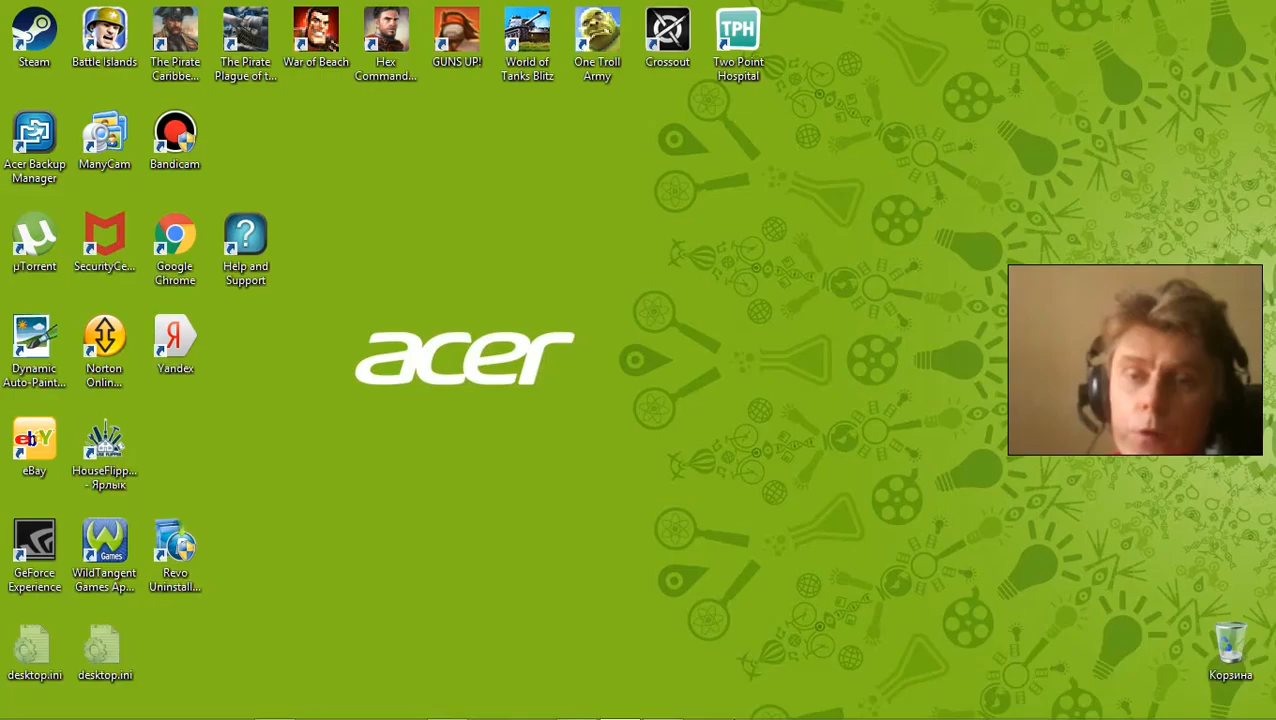 Steam
Battle Islands
The Pirate
Caribbe...
The Pirate
Plague of t...
War of Beach
Hex
Command...
GUNS UP!
World of
Tanks Blitz
One Troll
Army
Crossout
TPH
Two Point
Hospital
Acer Backup
Manager
ManyCam
Bandicam
µTorrent
SecurityCe...
Google
Chrome
Help and
Support
Dynamic
Auto-Paint...
Norton
Onlin...
Я
Yandex
acer
ebY
eBay
HouseFlipp...
- Ярлык
GeForce
Experience
Games
WildTangent
Games Ap...
Revo
Uninstall...
desktop.ini
desktop.ini
Корзина